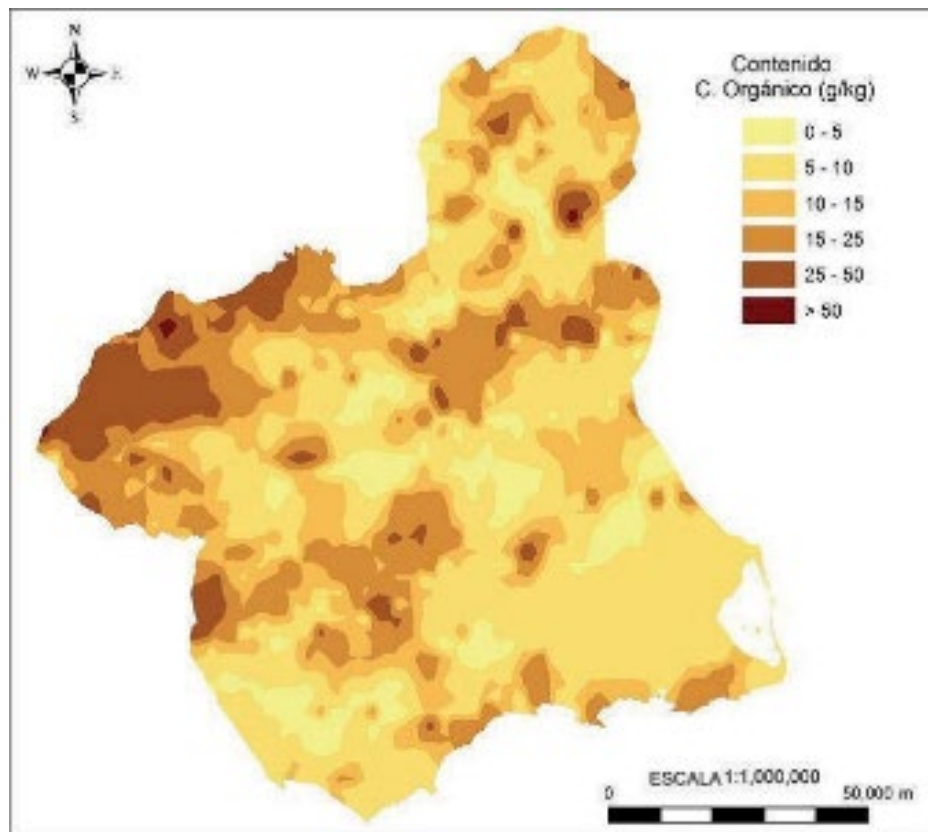 N
W E
S
Contenido
C. Orgánico (g/kg)
0 - 5
5 - 10
10 - 15
15 - 25
25 - 50
> 50
ESCALA 1:1,000,000
0 50,000 m